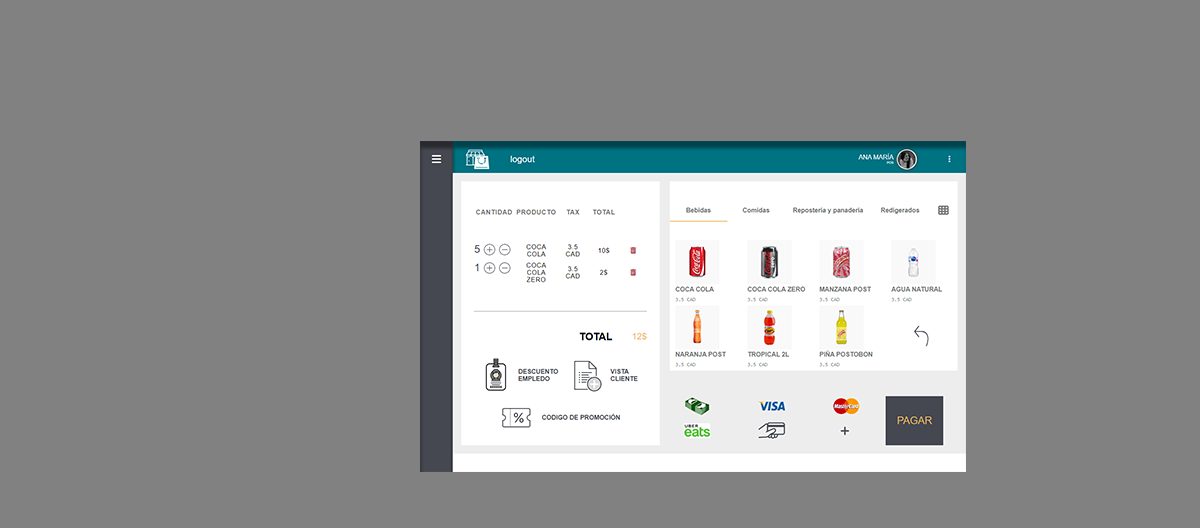 logout
ANA MARÍA
CANTIDAD PRODUCTO TAX TOTAL
5 COCA COLA 3.5 CAD 10$
1 COCA COLA ZERO 3.5 CAD 2$
TOTAL 12$
DESCUENTO EMPLEDO
VISTA CLIENTE
% CODIGO DE PROMOCIÓN
Bebidas Comidas Reposteria y panaderia Redigerados
COCA COLA COCA COLA ZERO MANZANA POST AGUA NATURAL
3.5 CAD 3.5 CAD 3.5 CAD 3.5 CAD
NARANJA POST TROPICAL 2L PIÑA POSTOBON
3.5 CAD 3.5 CAD 3.5 CAD
VISA MasterCard
UBER eats
PAGAR